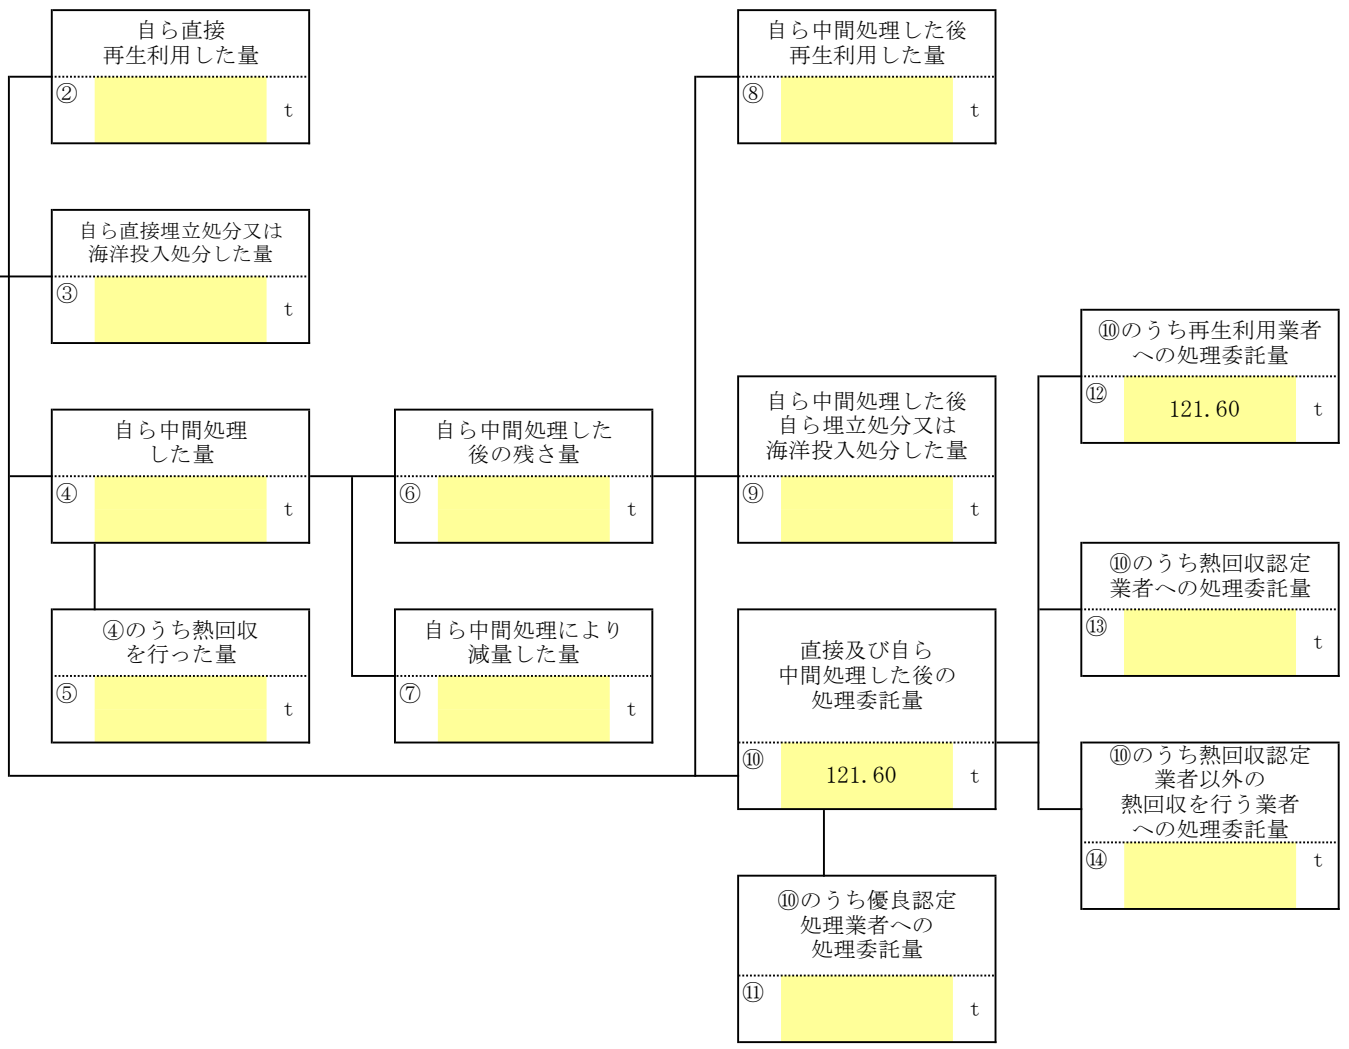 自ら直接
再生利用した量
②
t
自ら中間処理した後
再生利用した量
⑧
t
自ら直接埋立処分又は
海洋投入処分した量
③
t
⑩のうち再生利用業者
への処理委託量
⑫
121.60
t
自ら中間処理
した量
④
t
自ら中間処理した
後の残さ量
⑥
t
自ら中間処理した後
自ら埋立処分又は
海洋投入処分した量
⑨
t
⑩のうち熱回収認定
業者への処理委託量
⑬
t
④のうち熱回収
を行った量
⑤
t
自ら中間処理により
減量した量
⑦
t
直接及び自ら
中間処理した後の
処理委託量
⑩
121.60
t
⑩のうち熱回収認定
業者以外の
熱回収を行う業者
への処理委託量
⑭
t
⑩のうち優良認定
処理業者への
処理委託量
⑪
t